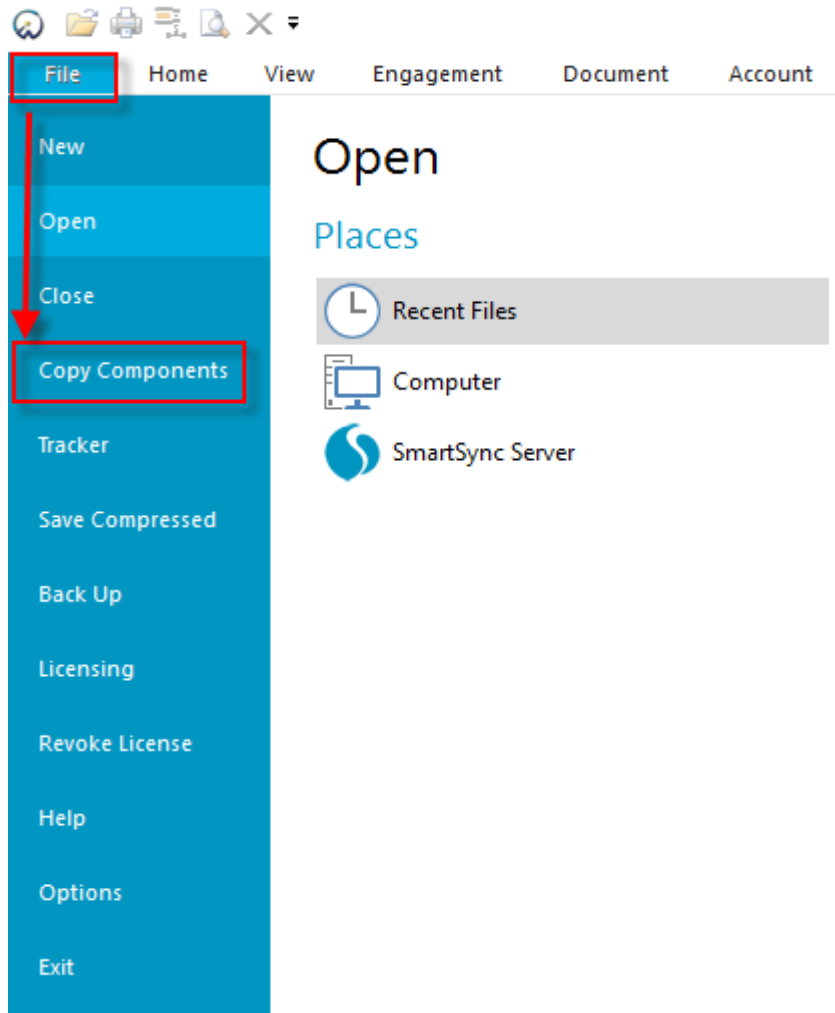 File Home View Engagement Document Account
New
Open
Close
Copy Components
Tracker
Save Compressed
Back Up
Licensing
Revoke License
Help
Options
Exit
Open
Places
Recent Files
Computer
SmartSync Server